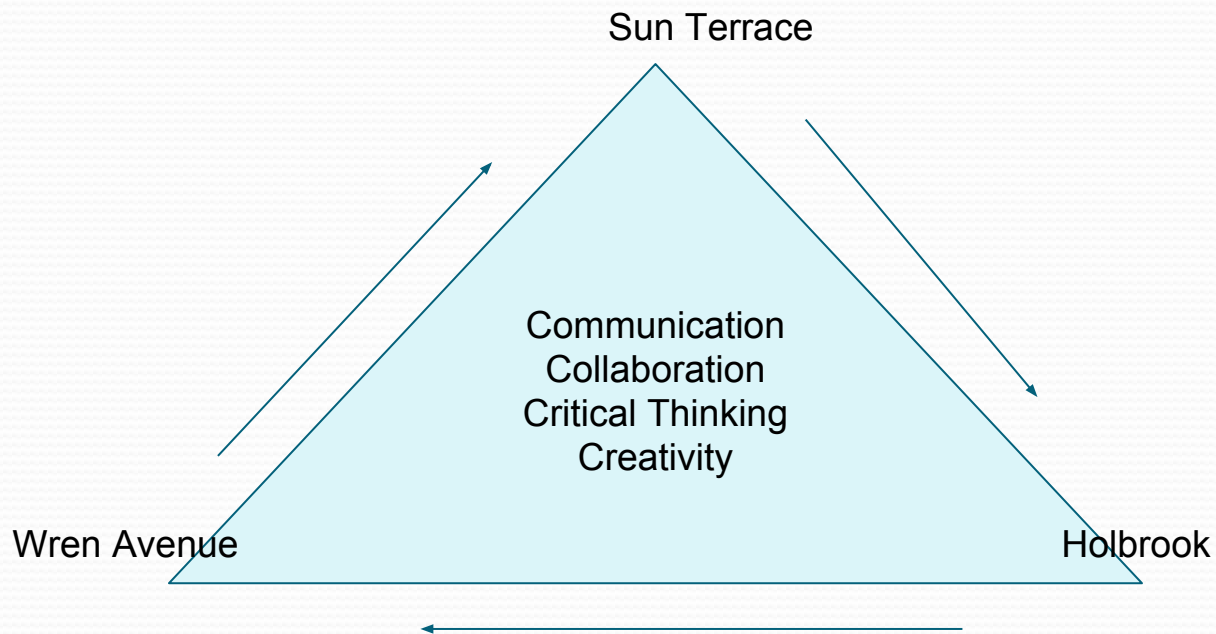 Sun Terrace
Communication
Collaboration
Critical Thinking
Creativity
Wren Avenue
Holbrook